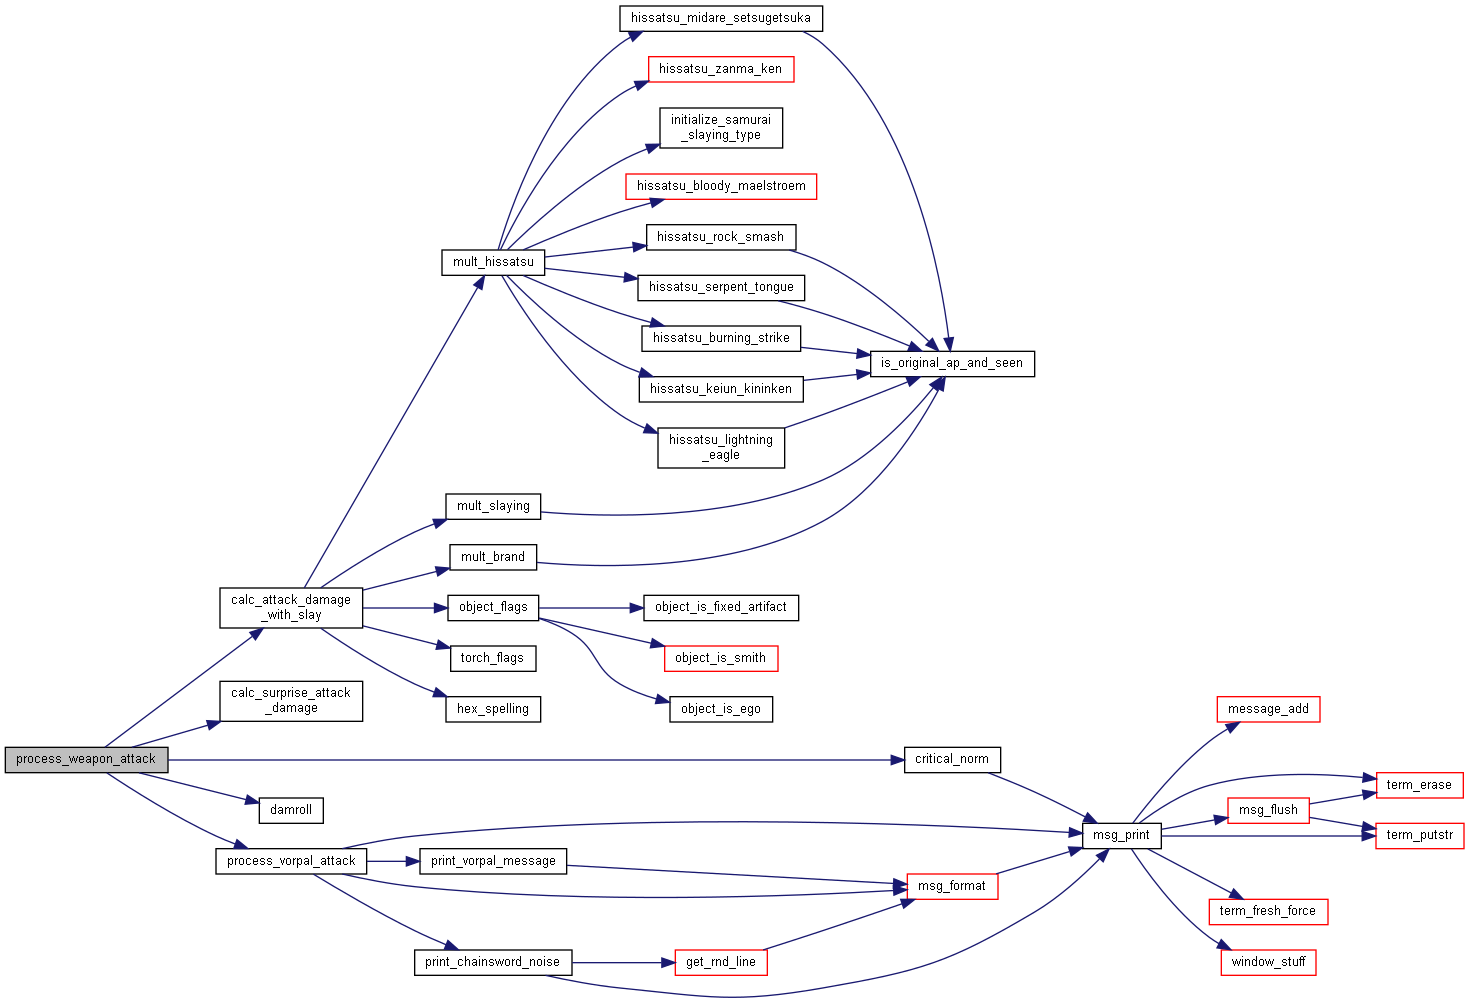 hissatsu_midare_setsugetsuka
hissatsu_zanma_ken
initialize_samurai
_slaying_type
hissatsu_bloody_maelstroem
hissatsu_rock_smash
mult_hissatsu
hissatsu_serpent_tongue
hissatsu_burning_strike
is_original_ap_and_seen
hissatsu_keiun_kininken
hissatsu_lightning
_eagle
mult_slaying
mult_brand
calc_attack_damage
_with_slay
object_flags
object_is_fixed_artifact
torch_flags
object_is_smith
calc_surprise_attack
_damage
hex_spelling
object_is_ego
message_add
process_weapon_attack
critical_norm
term_erase
damroll
msg_flush
msg_print
term_putstr
process_vorpal_attack
print_vorpal_message
msg_format
term_fresh_force
print_chainsword_noise
get_rnd_line
window_stuff